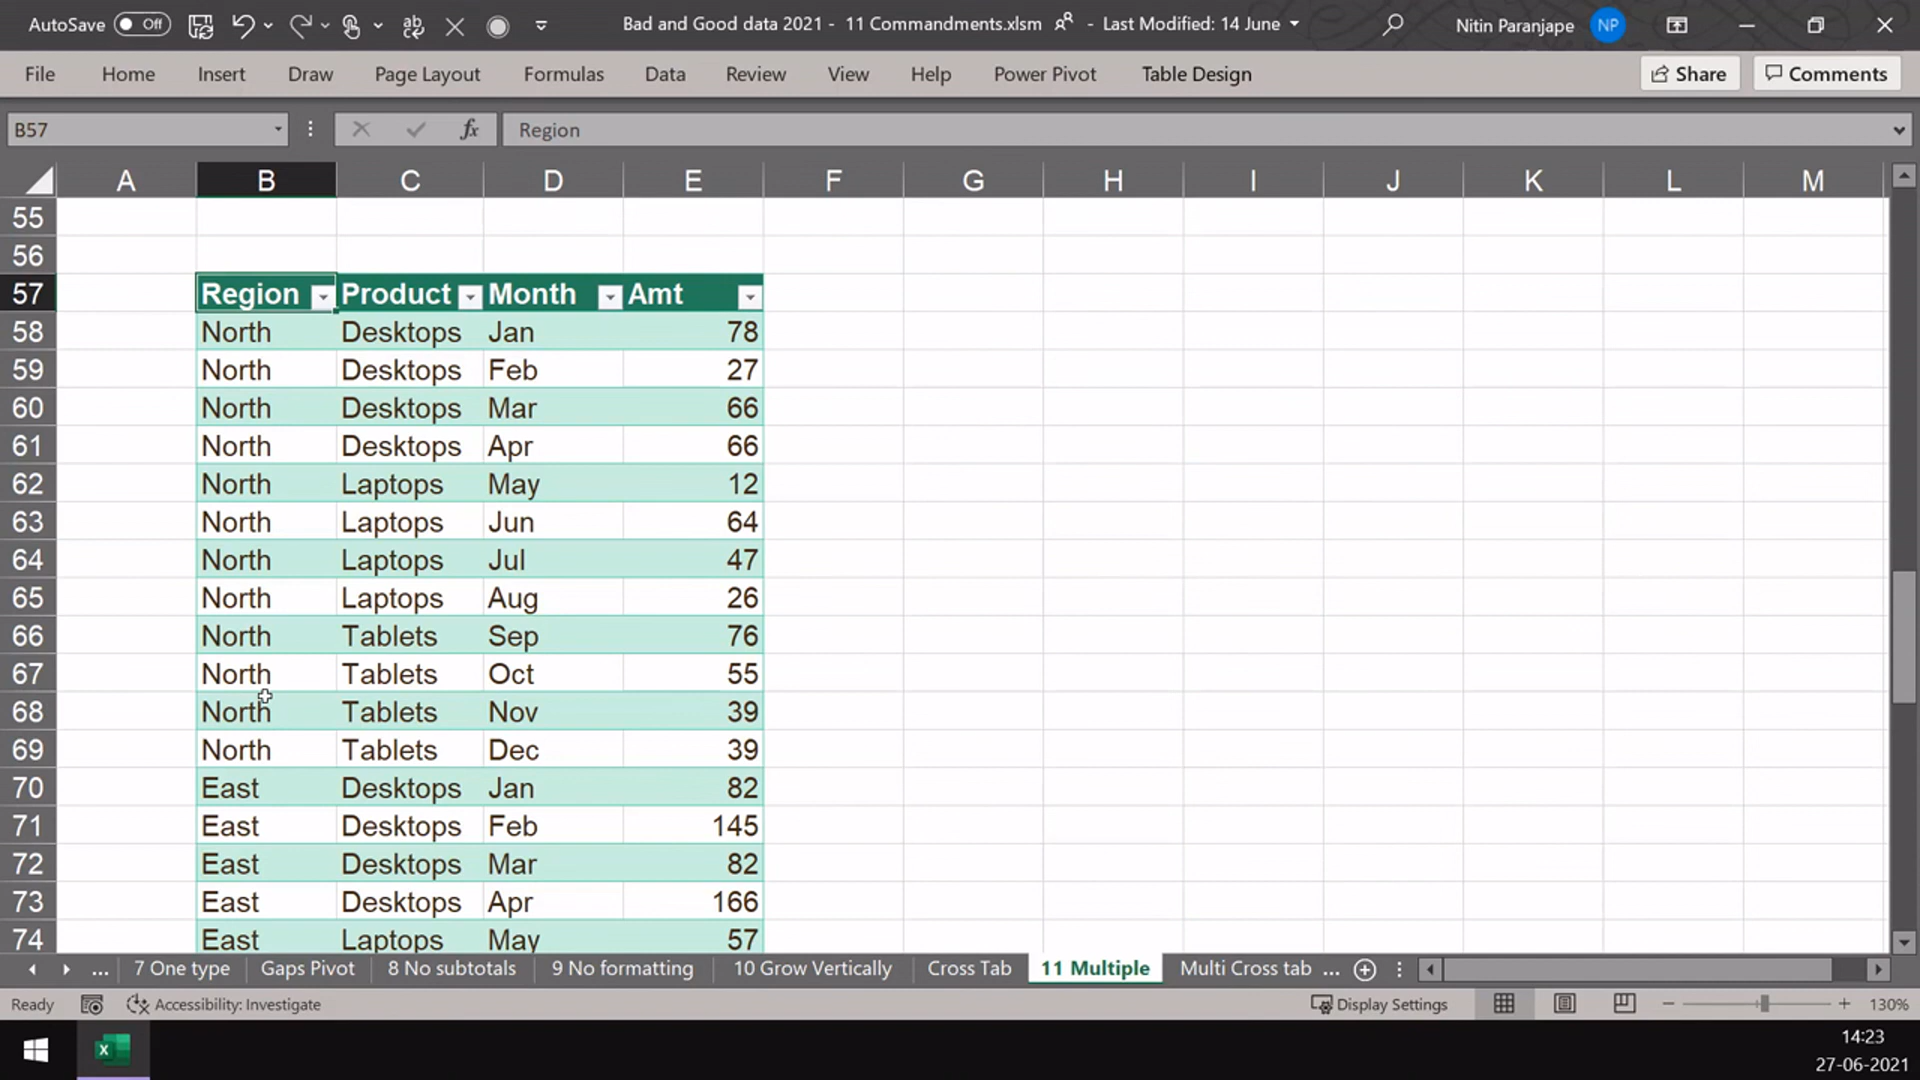 AutoSave Off Bad and Good data 2021 - 11 Commandments.xlsm - Last Modified: 14 June Nitin Paranjape NP
File Home Insert Draw Page Layout Formulas Data Review View Help Power Pivot Table Design Share Comments
B57 fx Region
A B C D E F G H I J K L M
55
56
57 Region Product Month Amt
58 North Desktops Jan 78
59 North Desktops Feb 27
60 North Desktops Mar 66
61 North Desktops Apr 66
62 North Laptops May 12
63 North Laptops Jun 64
64 North Laptops Jul 47
65 North Laptops Aug 26
66 North Tablets Sep 76
67 North Tablets Oct 55
68 North Tablets Nov 39
69 North Tablets Dec 39
70 East Desktops Jan 82
71 East Desktops Feb 145
72 East Desktops Mar 82
73 East Desktops Apr 166
74 East Laptops May 57
... 7 One type Gaps Pivot 8 No subtotals 9 No formatting 10 Grow Vertically Cross Tab 11 Multiple Multi Cross tab ...
Ready Accessibility: Investigate Display Settings 130%
14:23
27-06-2021